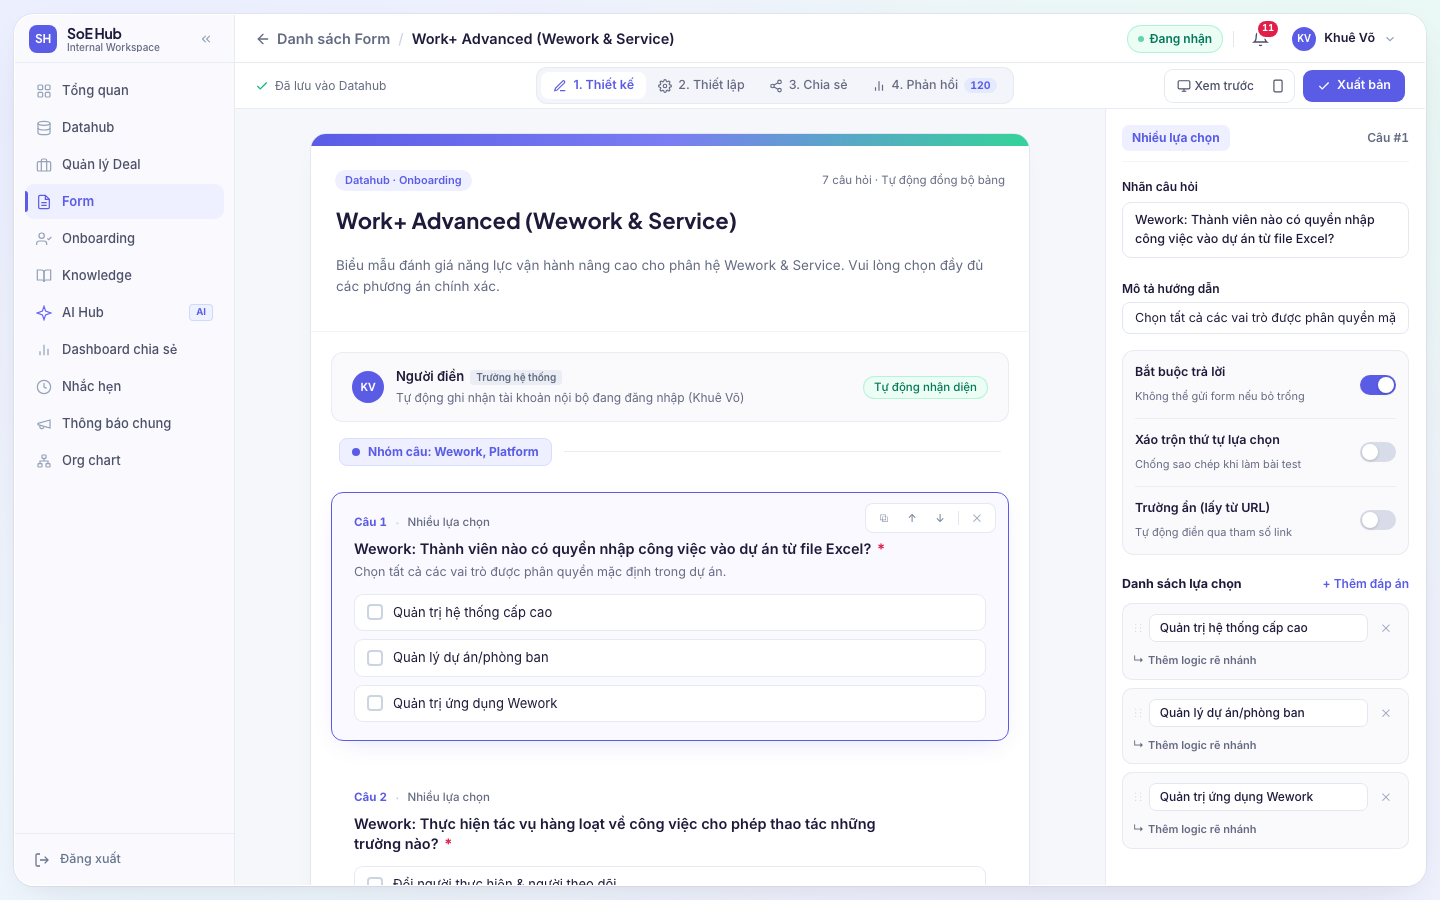 SH
SoEHub
Internal Workspace
Tổng quan
Datahub
Quản lý Deal
Form
Onboarding
Knowledge
AI Hub
AI
Dashboard chia sẻ
Nhắc hẹn
Thông báo chung
Org chart
Đăng xuất
Danh sách Form / Work+ Advanced (Wework & Service)
Đang nhận
11
KV
Khuê Võ
Đã lưu vào Datahub
1. Thiết kế
2. Thiết lập
3. Chia sẻ
4. Phản hồi 120
Xem trước
Xuất bản
Datahub · Onboarding
7 câu hỏi · Tự động đồng bộ bảng
Work+ Advanced (Wework & Service)
Biểu mẫu đánh giá năng lực vận hành nâng cao cho phân hệ Wework & Service. Vui lòng chọn đầy đủ
các phương án chính xác.
KV
Người điền Trường hệ thống
Tự động ghi nhận tài khoản nội bộ đang đăng nhập (Khuê Võ)
Tự động nhận diện
Nhóm câu: Wework, Platform
Câu 1 · Nhiều lựa chọn
Wework: Thành viên nào có quyền nhập công việc vào dự án từ file Excel? *
Chọn tất cả các vai trò được phân quyền mặc định trong dự án.
Quản trị hệ thống cấp cao
Quản lý dự án/phòng ban
Quản trị ứng dụng Wework
Câu 2 · Nhiều lựa chọn
Wework: Thực hiện tác vụ hàng loạt về công việc cho phép thao tác những
trường nào? *
Đổi người thực hiện & người theo dõi
Nhiều lựa chọn
Câu #1
Nhãn câu hỏi
Wework: Thành viên nào có quyền nhập
công việc vào dự án từ file Excel?
Mô tả hướng dẫn
Chọn tất cả các vai trò được phân quyền mặ
Bắt buộc trả lời
Không thể gửi form nếu bỏ trống
Xáo trộn thứ tự lựa chọn
Chống sao chép khi làm bài test
Trường ẩn (lấy từ URL)
Tự động điền qua tham số link
Danh sách lựa chọn
+ Thêm đáp án
Quản trị hệ thống cấp cao
Thêm logic rẽ nhánh
Quản lý dự án/phòng ban
Thêm logic rẽ nhánh
Quản trị ứng dụng Wework
Thêm logic rẽ nhánh